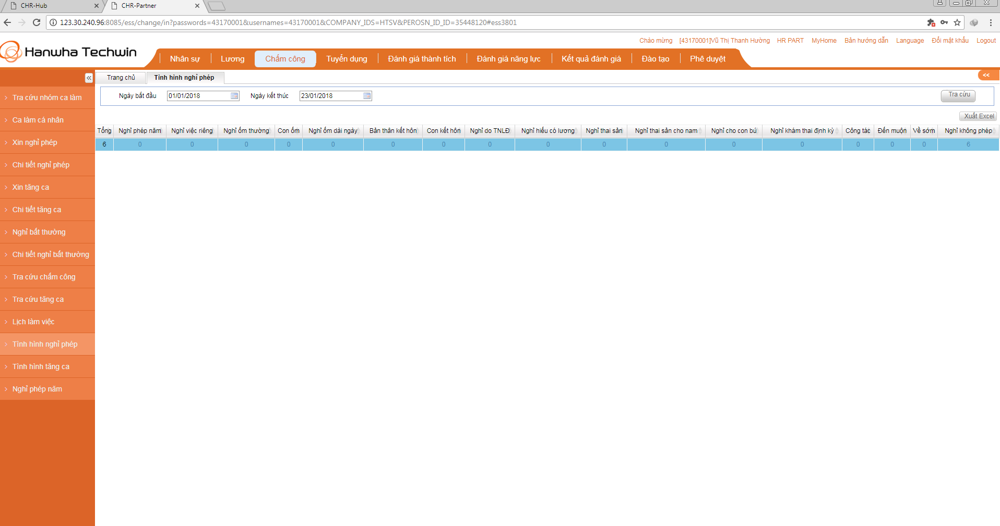 CHR-Hub
CHR-Partner
123.30.240.96:8085/ess/change/in?passwords=43170001&usernames=43170001&COMPANY_IDS=HTSV&PEROSN_ID_ID=35448120#ess3801
Chào mừng [43170001]Vũ Thị Thanh Hường HR PART MyHome Bản hướng dẫn Language Đổi mật khẩu Logout
Hanwha Techwin
Nhân sự Lương Chấm công Tuyển dụng Đánh giá thành tích Đánh giá năng lực Kết quả đánh giá Đào tạo Phê duyệt
« Trang chủ Tình hình nghỉ phép <<
Ngày bắt đầu 01/01/2018 Ngày kết thúc 23/01/2018 Tra cứu
Xuất Excel
Tổng Nghỉ phép năm Nghỉ việc riêng Nghỉ ốm thường Con ốm Nghỉ ốm dài ngày Bản thân kết hôn Con kết hôn Nghỉ do TNLĐ Nghỉ hiếu có lương Nghỉ thai sản Nghỉ thai sản cho nam Nghỉ cho con bú Nghỉ khám thai định kỳ Công tác Đến muộn Về sớm Nghỉ không phép
6 0 0 0 0 0 0 0 0 0 0 0 0 0 0 0 0 6
Tra cứu nhóm ca làm
Ca làm cá nhân
Xin nghỉ phép
Chi tiết nghỉ phép
Xin tăng ca
Chi tiết tăng ca
Nghỉ bất thường
Chi tiết nghỉ bất thường
Tra cứu chấm công
Tra cứu tăng ca
Lịch làm việc
Tình hình nghỉ phép
Tình hình tăng ca
Nghỉ phép năm